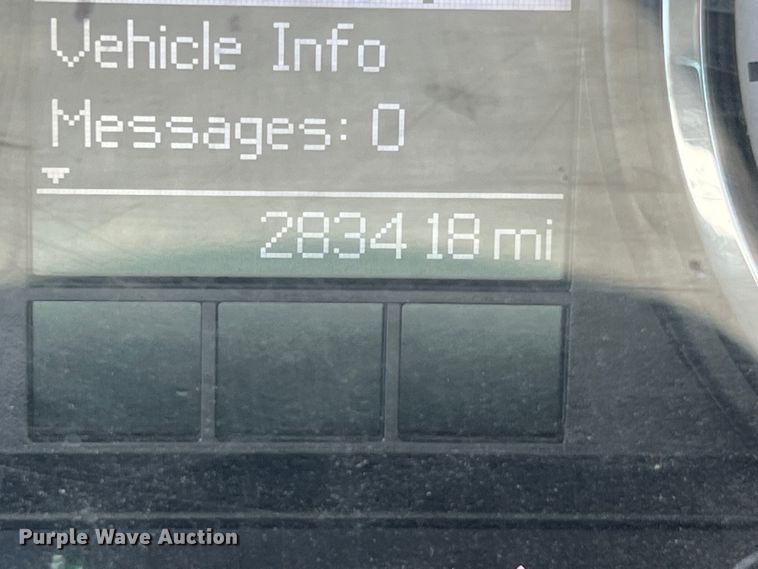 Vehicle Info
Messages: 0
283418 mi
Purple Wave Auction